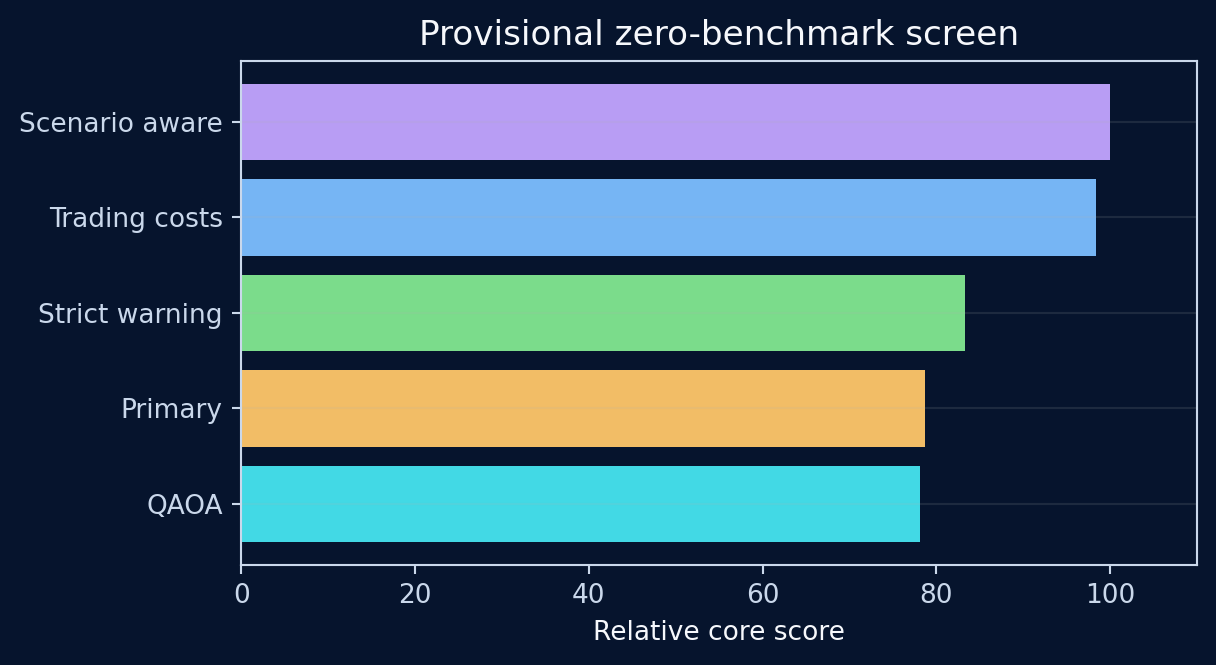 Provisional zero-benchmark screen
Scenario aware
Trading costs
Strict warning
Primary
QAOA
0 20 40 60 80 100
Relative core score